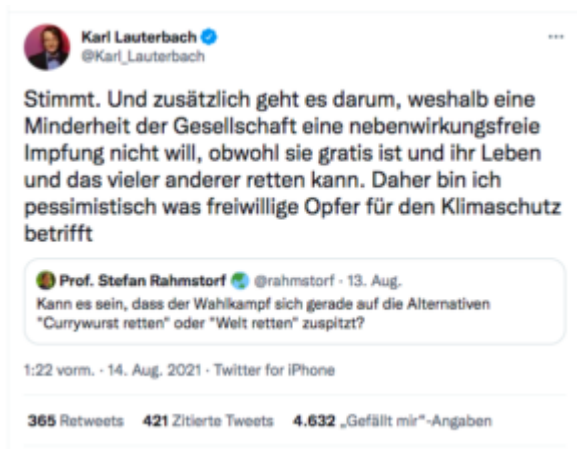 Karl Lauterbach
@Karl_Lauterbach
Stimmt. Und zusätzlich geht es darum, weshalb eine
Minderheit der Gesellschaft eine nebenwirkungsfreie
Impfung nicht will, obwohl sie gratis ist und ihr Leben
und das vieler anderer retten kann. Daher bin ich
pessimistisch was freiwillige Opfer für den Klimaschutz
betrifft
Prof. Stefan Rahmstorf @rahmstorf · 13. Aug.
Kann es sein, dass der Wahlkampf sich gerade auf die Alternativen
"Currywurst retten" oder "Welt retten" zuspitzt?
1:22 vorm. · 14. Aug. 2021 · Twitter for iPhone
365 Retweets 421 Zitierte Tweets 4.632 „Gefällt mir“-Angaben